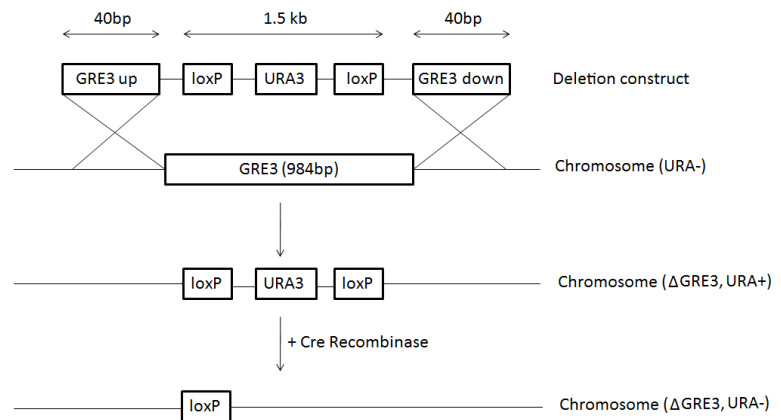 40bp 1.5 kb 40bp
GRE3 up loxP URA3 loxP GRE3 down Deletion construct
GRE3 (984bp) Chromosome (URA-)
loxP URA3 loxP Chromosome (ΔGRE3, URA+)
+ Cre Recombinase
loxP Chromosome (ΔGRE3, URA-)